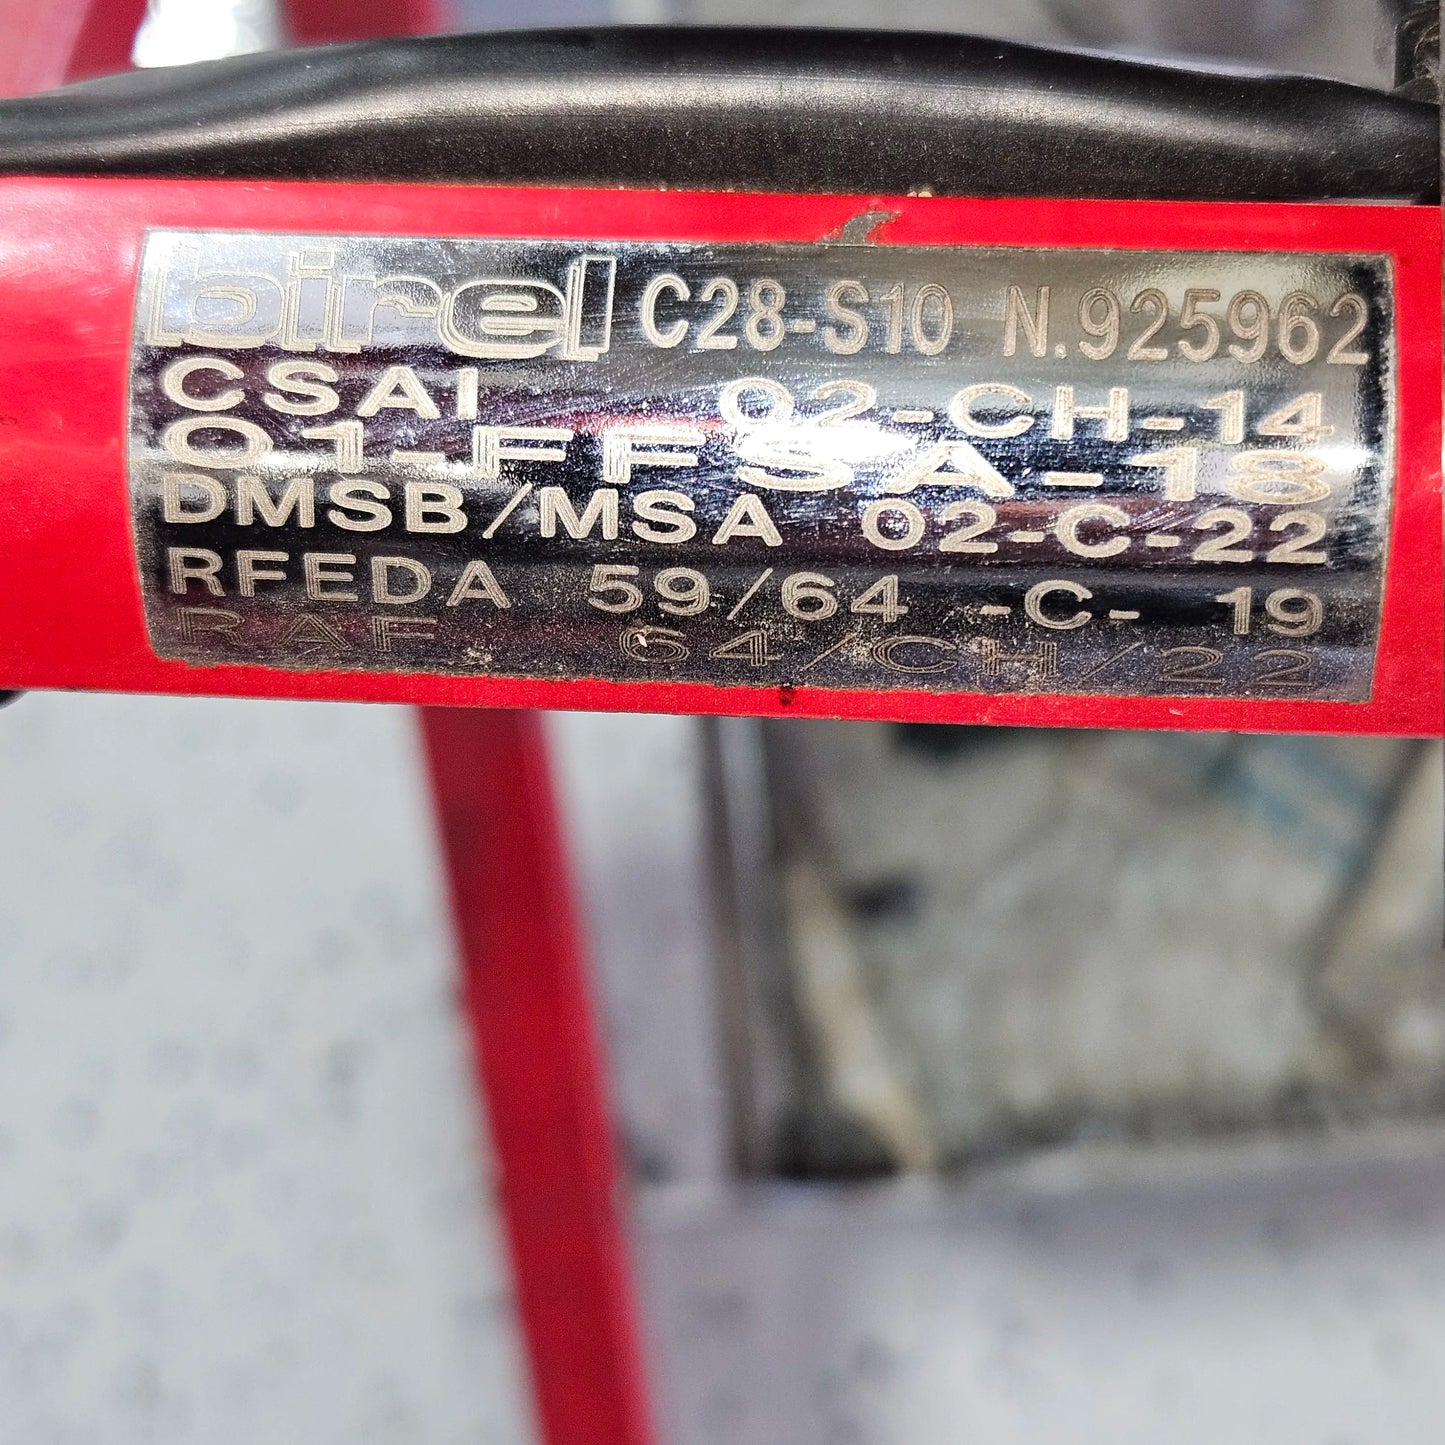 birel C28-S10 N.925962
CSAI 02-CH-14
01-FFSA-18
DMSB/MSA 02-C-22
RFEDA 59/64 -C- 19
RAF 64/CH/22